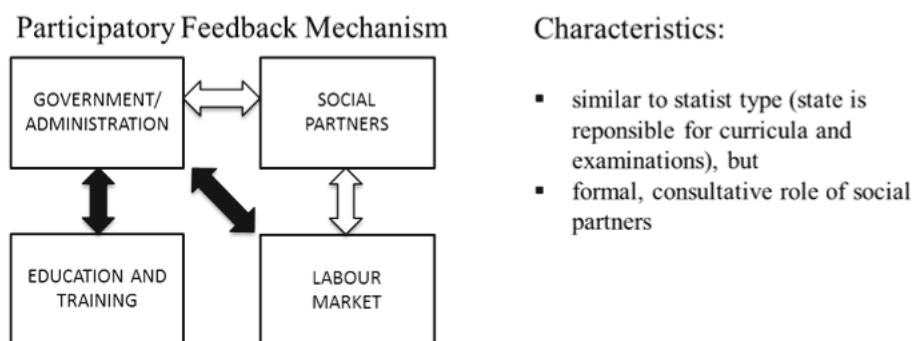 Participatory Feedback Mechanism
GOVERNMENT/
ADMINISTRATION
SOCIAL
PARTNERS
EDUCATION AND
TRAINING
LABOUR
MARKET
Characteristics:
▪ similar to statist type (state is
reponsible for curricula and
examinations), but
▪ formal, consultative role of social
partners